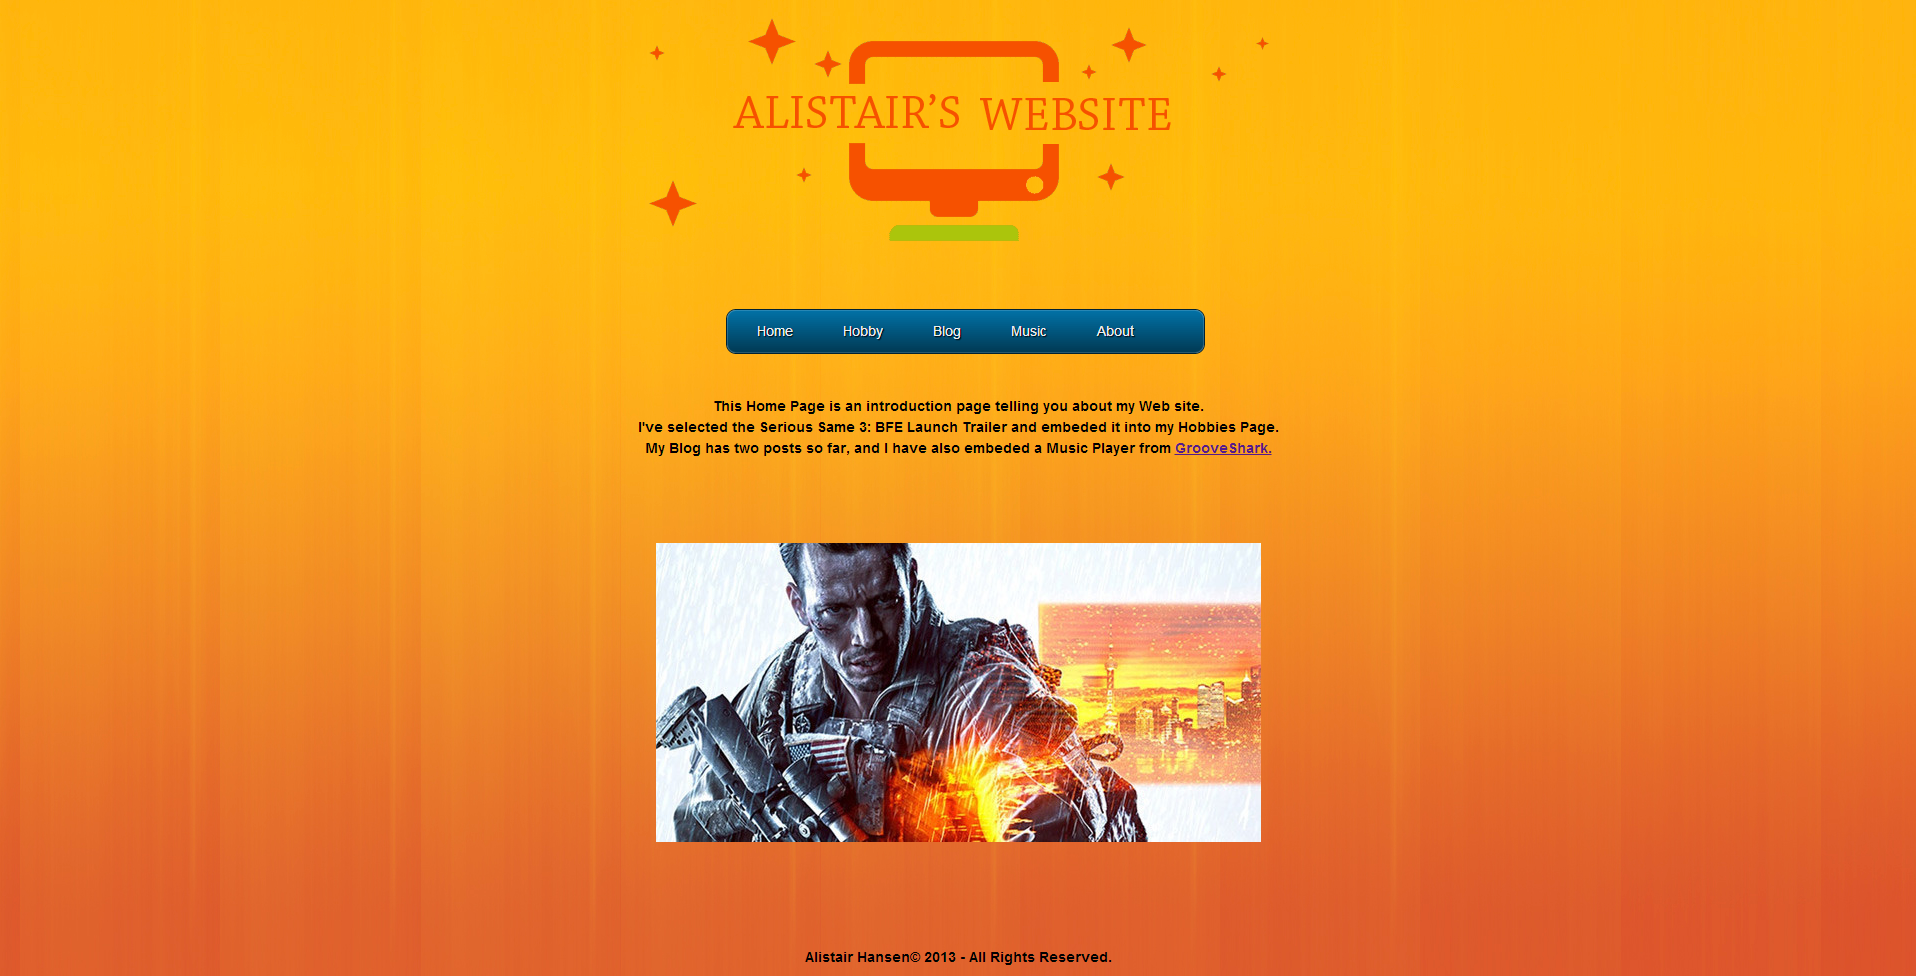 ALISTAIR’S WEBSITE
Home Hobby Blog Music About
This Home Page is an introduction page telling you about my Web site.
I've selected the Serious Same 3: BFE Launch Trailer and embeded it into my Hobbies Page.
My Blog has two posts so far, and I have also embeded a Music Player from GrooveShark.
Alistair Hansen© 2013 - All Rights Reserved.